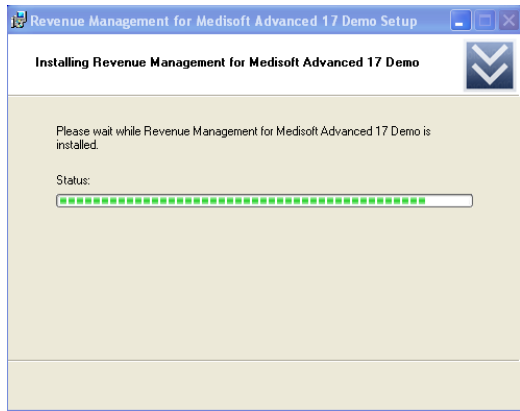 Revenue Management for Medisoft Advanced 17 Demo Setup
Installing Revenue Management for Medisoft Advanced 17 Demo
Please wait while Revenue Management for Medisoft Advanced 17 Demo is
installed.
Status: